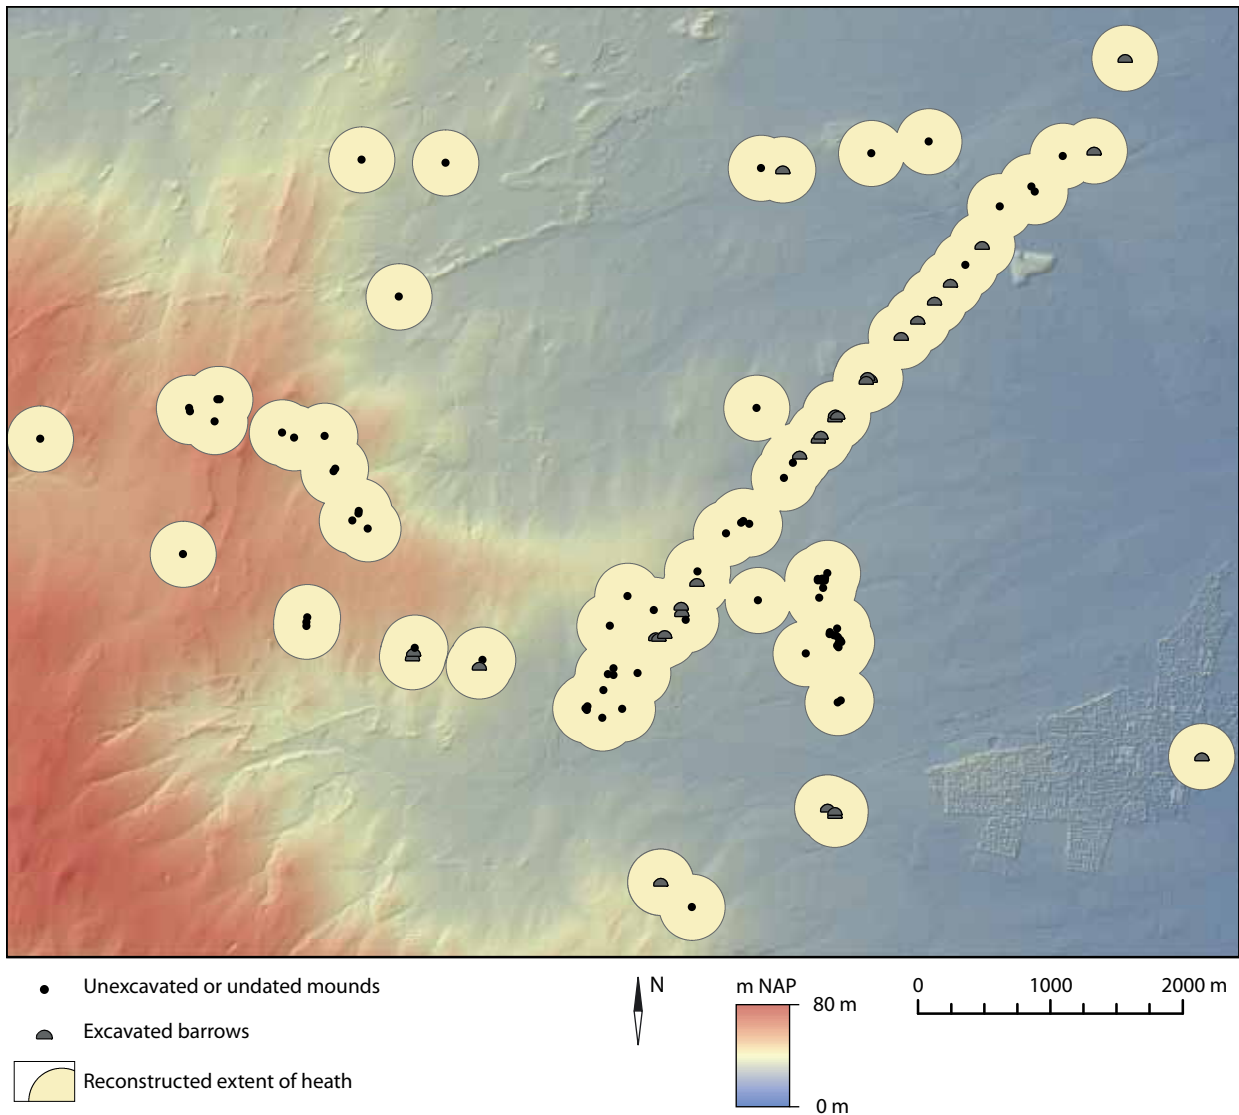 Unexcavated or undated mounds
Excavated barrows
Reconstructed extent of heath
N
m NAP
80 m
0 m
0 1000 2000 m